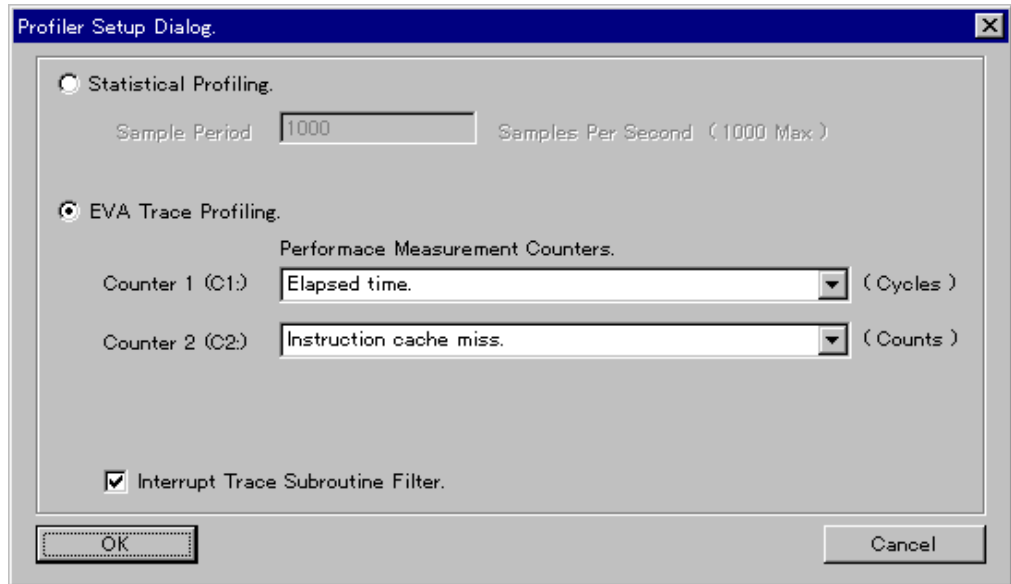 Profiler Setup Dialog.
Statistical Profiling.
Sample Period 1000 Samples Per Second ( 1000 Max )
EVA Trace Profiling.
Performace Measurement Counters.
Counter 1 (C1:) Elapsed time. ( Cycles )
Counter 2 (C2:) Instruction cache miss. ( Counts )
Interrupt Trace Subroutine Filter.
OK Cancel